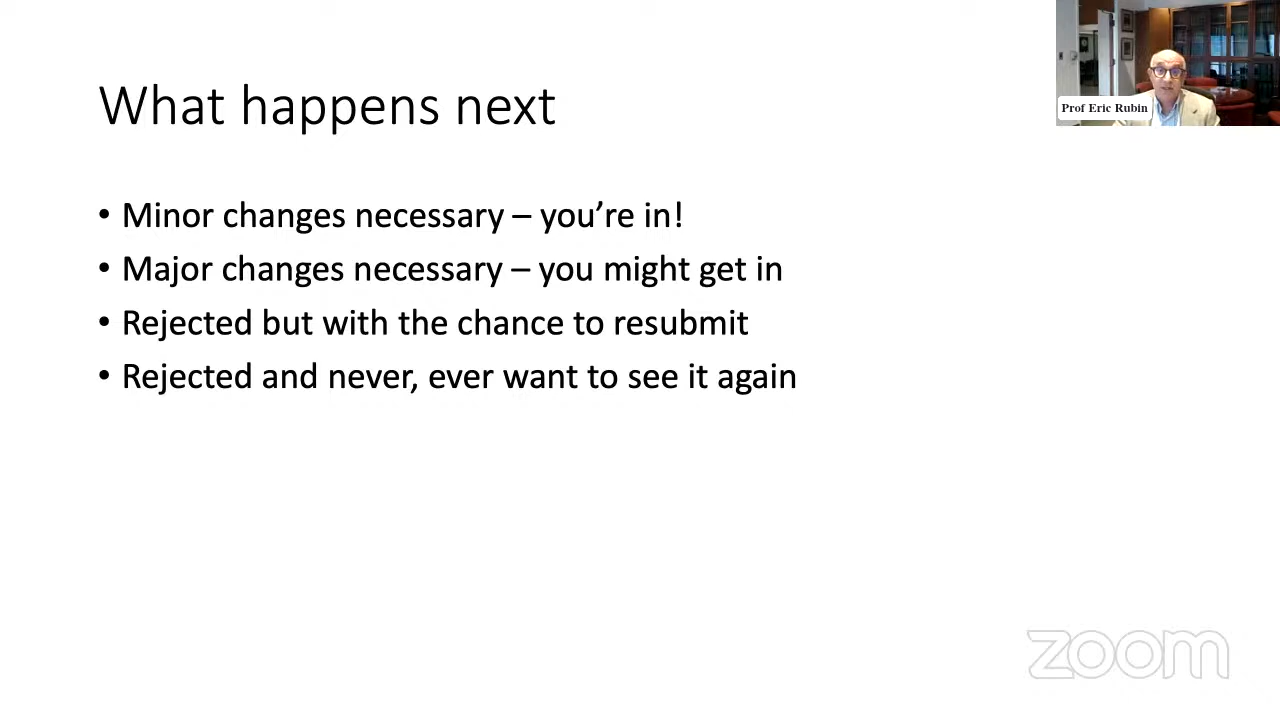 What happens next
Prof Eric Rubin
• Minor changes necessary – you’re in!
• Major changes necessary – you might get in
• Rejected but with the chance to resubmit
• Rejected and never, ever want to see it again
zoom